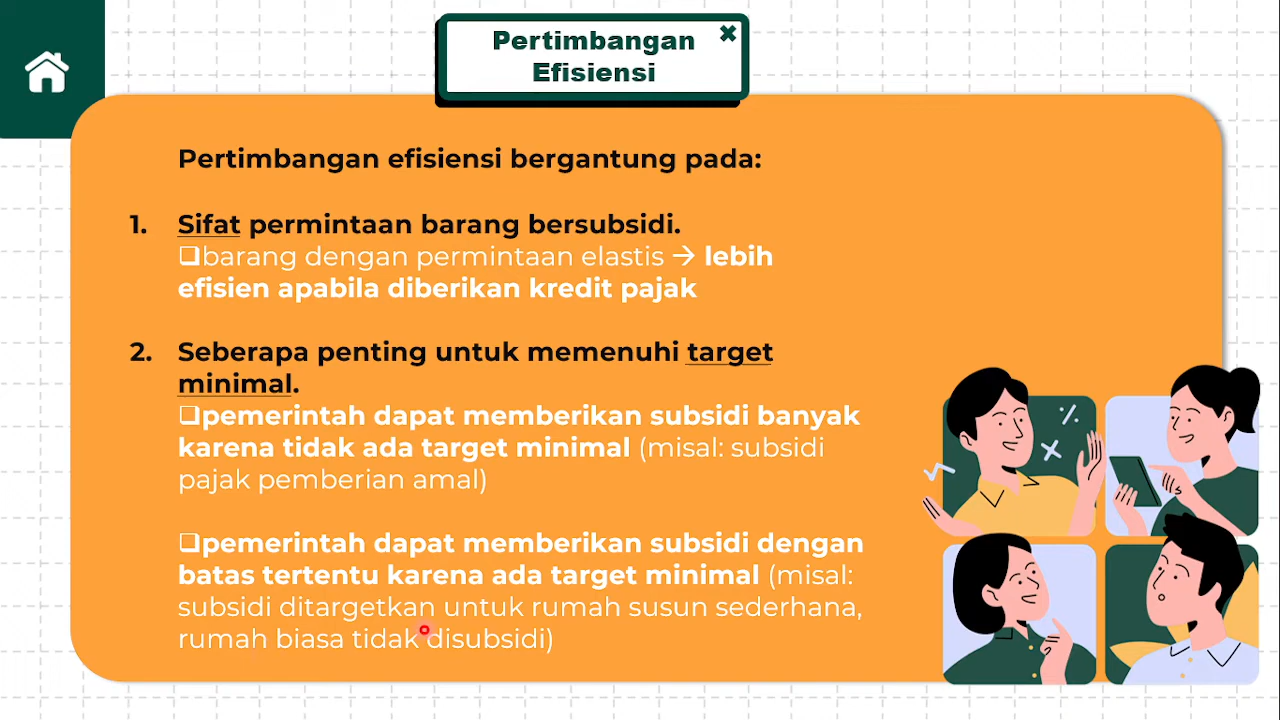 Pertimbangan
Efisiensi
Pertimbangan efisiensi bergantung pada:
1. Sifat permintaan barang bersubsidi.
❑barang dengan permintaan elastis → lebih
efisien apabila diberikan kredit pajak
2. Seberapa penting untuk memenuhi target
minimal.
❑pemerintah dapat memberikan subsidi banyak
karena tidak ada target minimal (misal: subsidi
pajak pemberian amal)
❑pemerintah dapat memberikan subsidi dengan
batas tertentu karena ada target minimal (misal:
subsidi ditargetkan untuk rumah susun sederhana,
rumah biasa tidak disubsidi)